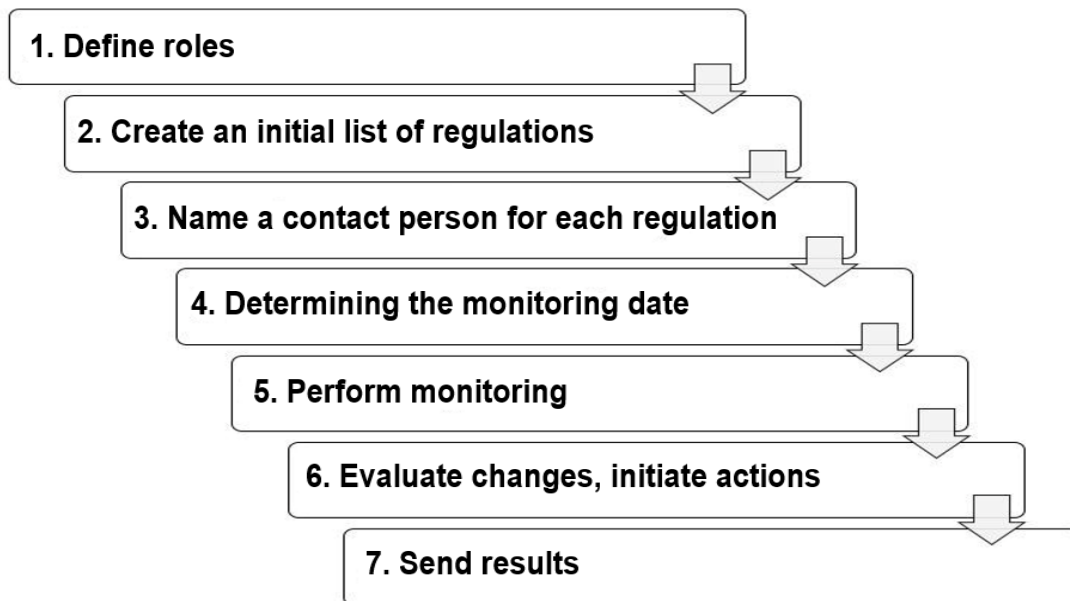 1. Define roles
2. Create an initial list of regulations
3. Name a contact person for each regulation
4. Determining the monitoring date
5. Perform monitoring
6. Evaluate changes, initiate actions
7. Send results